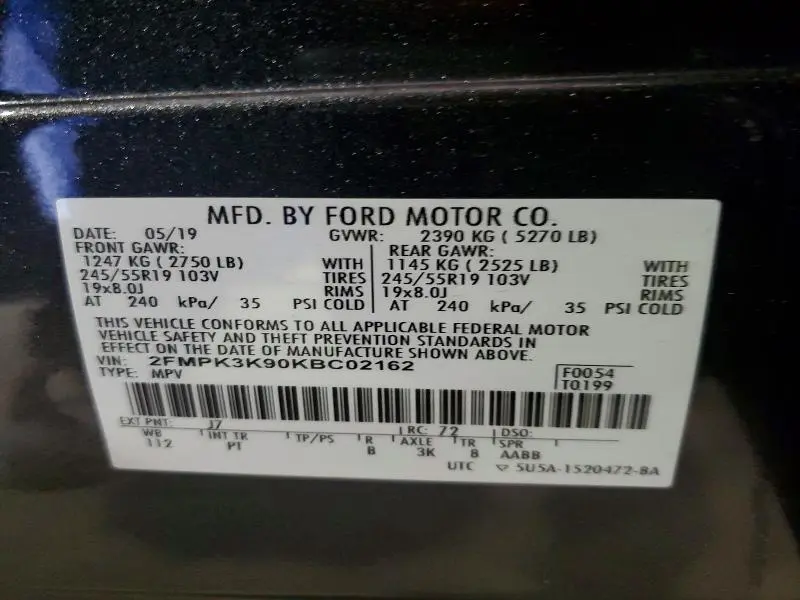 MFD. BY FORD MOTOR CO.
DATE: 05/19 GVWR: 2390 KG ( 5270 LB)
FRONT GAWR: REAR GAWR:
1247 KG ( 2750 LB) WITH 1145 KG ( 2525 LB) WITH
245/55R19 103V TIRES 245/55R19 103V TIRES
19x8.0J RIMS 19x8.0J RIMS
AT 240 kPa/ 35 PSI COLD AT 240 kPa/ 35 PSI COLD
THIS VEHICLE CONFORMS TO ALL APPLICABLE FEDERAL MOTOR
VEHICLE SAFETY AND THEFT PREVENTION STANDARDS IN
EFFECT ON THE DATE OF MANUFACTURE SHOWN ABOVE.
VIN: 2FMPK3K90KBC02162 F0054
TYPE: MPV T0199
EXT PNT: J7 RC: 72 DSO:
WB INT TR TP/PS R AXLE TR SPR
112 PT B 3K B AABB
UTC 5U5A-1520472-BA